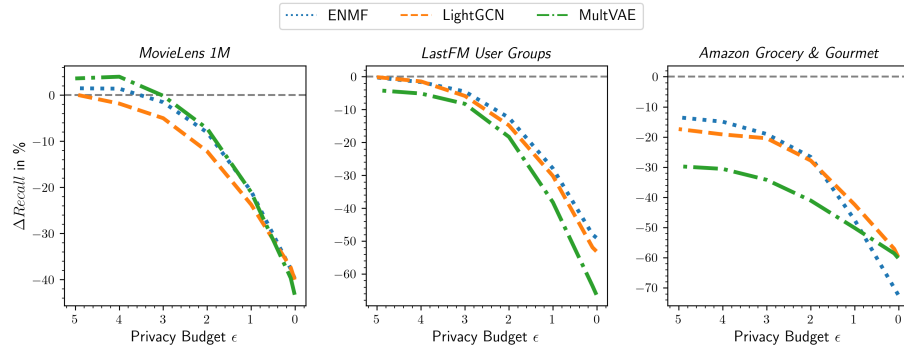 ENMF LightGCN MultVAE
MovieLens 1M
LastFM User Groups
Amazon Grocery & Gourmet
ΔRecall in %
0
−10
−20
−30
−40
5 4 3 2 1 0
Privacy Budget ϵ
0
−10
−20
−30
−40
−50
−60
5 4 3 2 1 0
Privacy Budget ϵ
0
−10
−20
−30
−40
−50
−60
−70
5 4 3 2 1 0
Privacy Budget ϵ